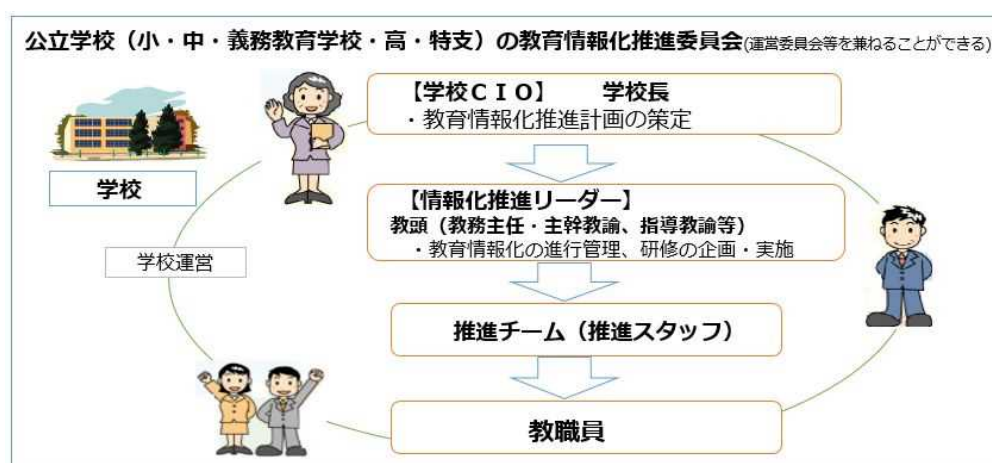 公立学校（小・中・義務教育学校・高・特支）の教育情報化推進委員会(運営委員会等を兼ねることができる)
【学校ＣＩＯ】　学校長
・教育情報化推進計画の策定
学校
【情報化推進リーダー】
教頭（教務主任・主幹教諭、指導教諭等）
・教育情報化の進行管理、研修の企画・実施
学校運営
推進チーム（推進スタッフ）
教職員